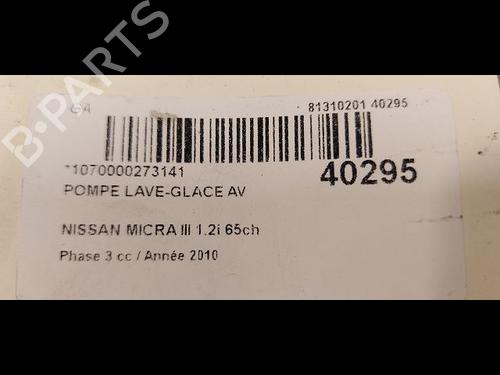 81310201 40295
*1070000273141
40295
POMPE LAVE-GLACE AV
NISSAN MICRA III 1.2i 65ch
Phase 3 cc / Année 2010
B-PARTS